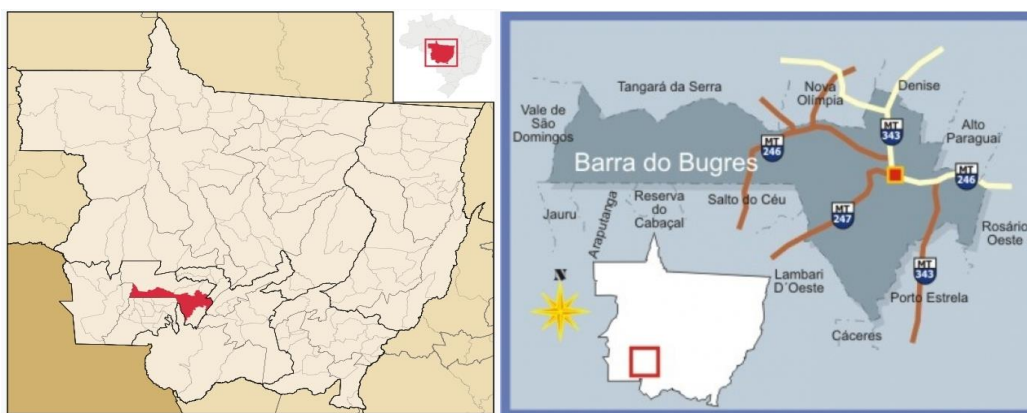 Tangará da Serra
Nova
Olímpia
Denise
Vale de
São
Domingos
MT
343
Alto
Paraguai
MT
246
Barra do Bugres
MT
246
Jauru
Araputanga
Reserva
do
Cabaçal
Salto do Céu
MT
247
Rosário
Oeste
MT
343
Lambari
D´Oeste
Porto Estrela
N
Cáceres